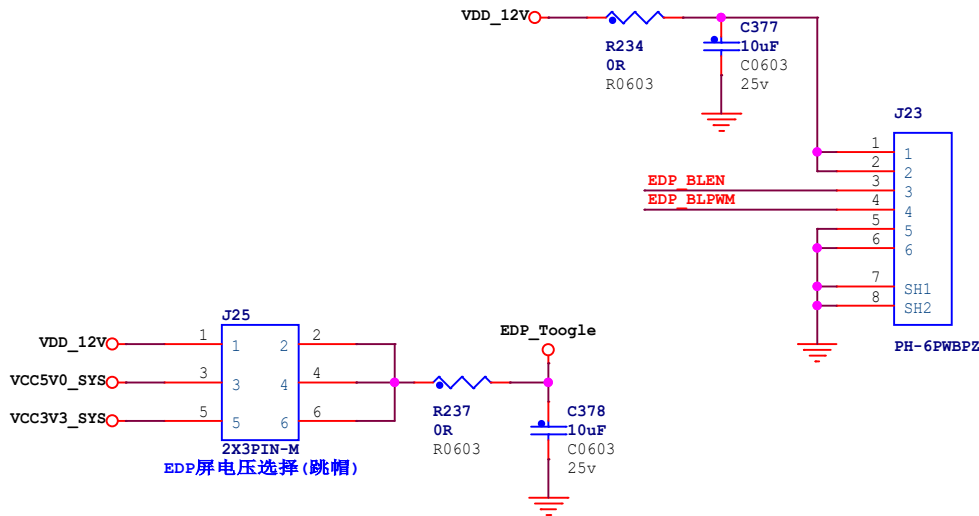 VDD_12V
R234
0R
R0603
C377
10uF
C0603
25v
J23
1 1
2 2
EDP_BLEN 3 3
EDP_BLPWM 4 4
5 5
6 6
7 SH1
8 SH2
PH-6PWBPZ
J25
VDD_12V 1 1 2 2
VCC5V0_SYS 3 3 4 4
VCC3V3_SYS 5 5 6 6
2X3PIN-M
EDP屏电压选择(跳帽)
EDP_Toogle
R237
0R
R0603
C378
10uF
C0603
25v